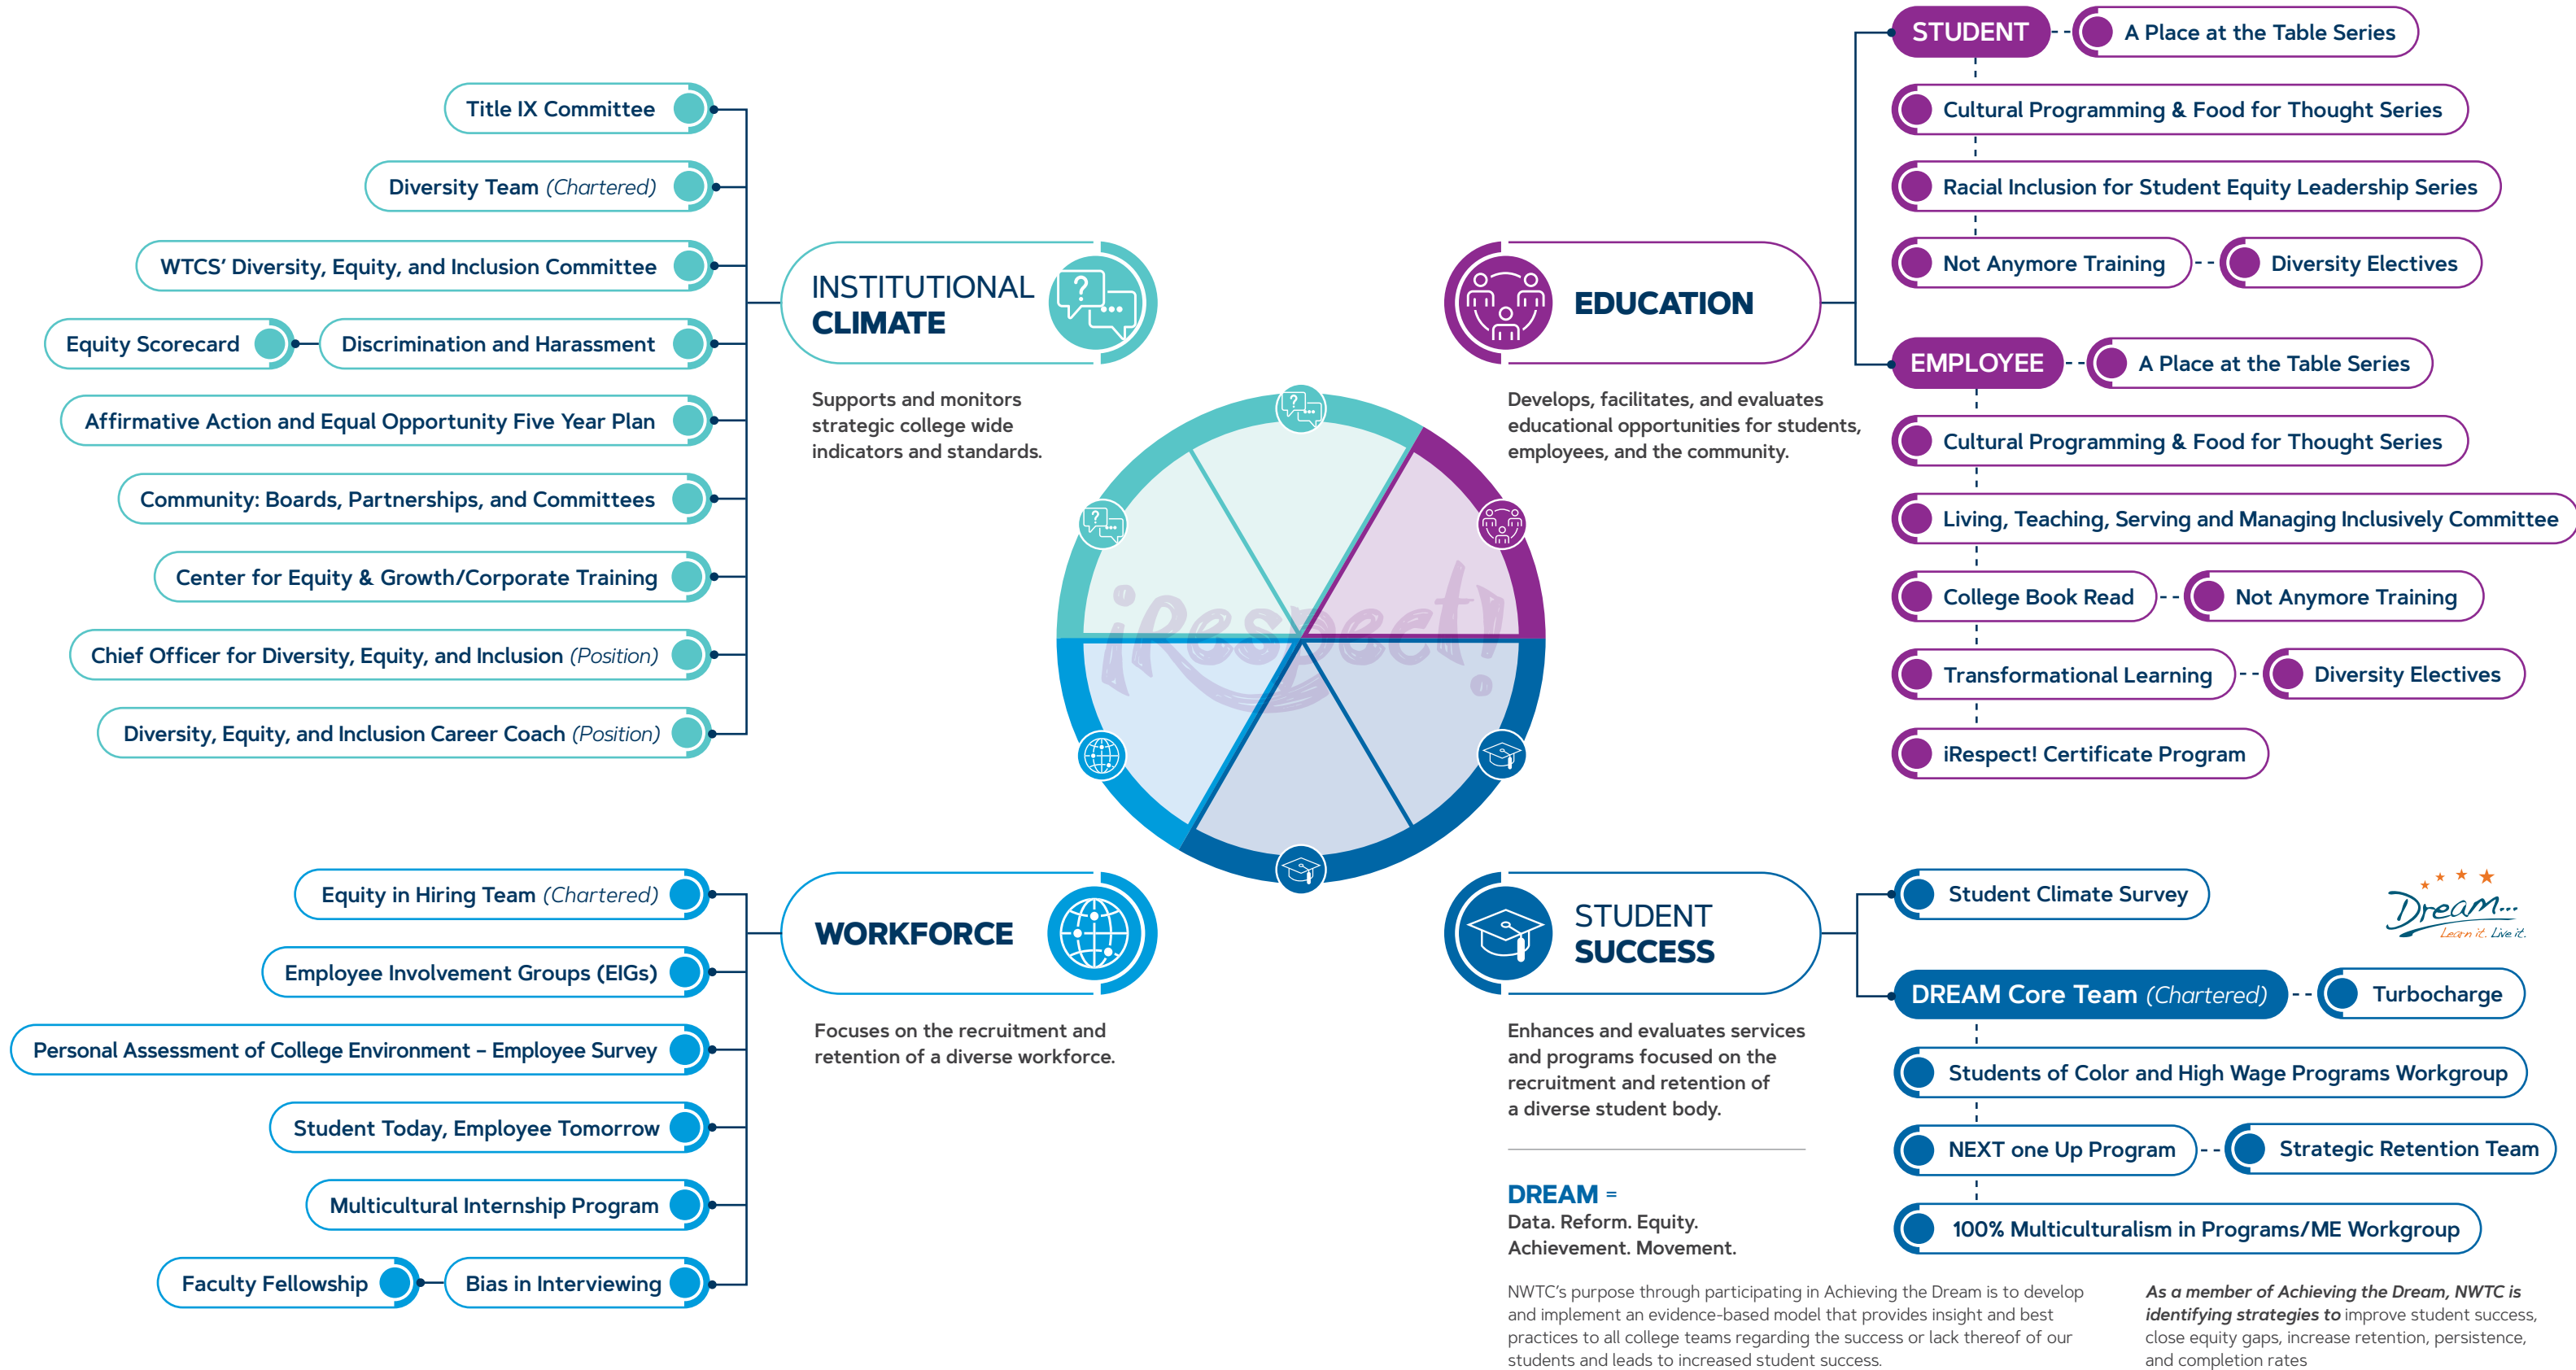 INSTITUTIONAL
CLIMATE
Supports and monitors
strategic college wide
indicators and standards.
Title IX Committee
Diversity Team (Chartered)
WTCS’ Diversity, Equity, and Inclusion Committee
Equity Scorecard
Discrimination and Harassment
Affirmative Action and Equal Opportunity Five Year Plan
Community: Boards, Partnerships, and Committees
Center for Equity & Growth/Corporate Training
Chief Officer for Diversity, Equity, and Inclusion (Position)
Diversity, Equity, and Inclusion Career Coach (Position)
EDUCATION
Develops, facilitates, and evaluates
educational opportunities for students,
employees, and the community.
STUDENT
A Place at the Table Series
Cultural Programming & Food for Thought Series
Racial Inclusion for Student Equity Leadership Series
Not Anymore Training
Diversity Electives
EMPLOYEE
A Place at the Table Series
Cultural Programming & Food for Thought Series
Living, Teaching, Serving and Managing Inclusively Committee
College Book Read
Not Anymore Training
Transformational Learning
Diversity Electives
iRespect! Certificate Program
iRespect!
WORKFORCE
Focuses on the recruitment and
retention of a diverse workforce.
Equity in Hiring Team (Chartered)
Employee Involvement Groups (EIGs)
Personal Assessment of College Environment – Employee Survey
Student Today, Employee Tomorrow
Multicultural Internship Program
Faculty Fellowship
Bias in Interviewing
STUDENT
SUCCESS
Enhances and evaluates services
and programs focused on the
recruitment and retention of
a diverse student body.
Student Climate Survey
Dream...
Learn it. Live it.
DREAM Core Team (Chartered)
Turbocharge
Students of Color and High Wage Programs Workgroup
NEXT one Up Program
Strategic Retention Team
100% Multiculturalism in Programs/ME Workgroup
DREAM =
Data. Reform. Equity.
Achievement. Movement.
NWTC’s purpose through participating in Achieving the Dream is to develop
and implement an evidence-based model that provides insight and best
practices to all college teams regarding the success or lack thereof of our
students and leads to increased student success.
As a member of Achieving the Dream, NWTC is
identifying strategies to improve student success,
close equity gaps, increase retention, persistence,
and completion rates